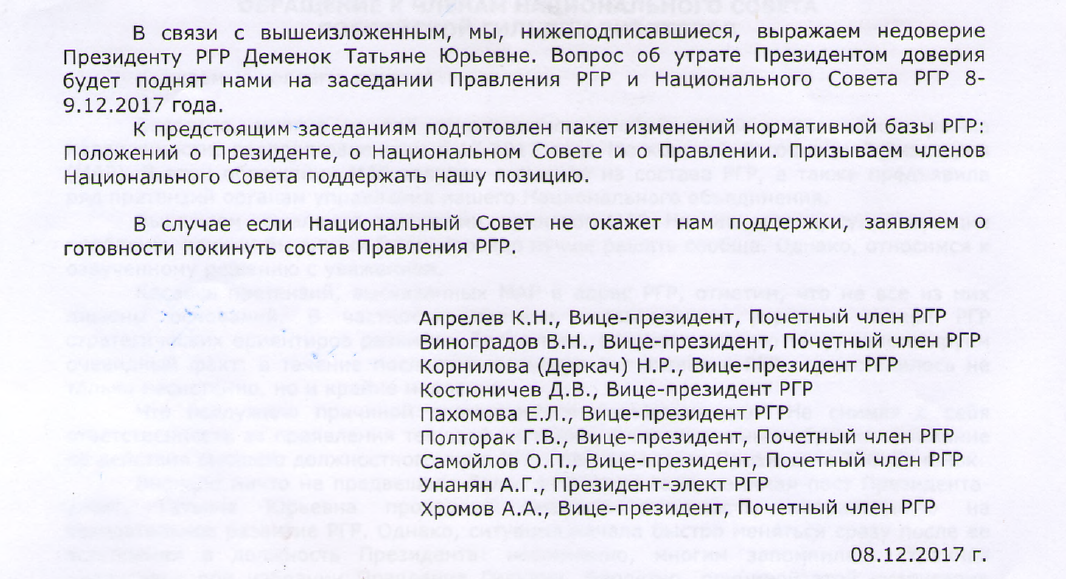 В связи с вышеизложенным, мы, нижеподписавшиеся, выражаем недоверие
Президенту РГР Деменок Татьяне Юрьевне. Вопрос об утрате Президентом доверия
будет поднят нами на заседании Правления РГР и Национального Совета РГР 8-
9.12.2017 года.
К предстоящим заседаниям подготовлен пакет изменений нормативной базы РГР:
Положений о Президенте, о Национальном Совете и о Правлении. Призываем членов
Национального Совета поддержать нашу позицию.
В случае если Национальный Совет не окажет нам поддержки, заявляем о
готовности покинуть состав Правления РГР.
Апрелев К.Н., Вице-президент, Почетный член РГР
Виноградов В.Н., Вице-президент, Почетный член РГР
Корнилова (Деркач) Н.Р., Вице-президент РГР
Костюничев Д.В., Вице-президент РГР
Пахомов Е.Л., Вице-президент РГР
Полторак Г.В., Вице-президент, Почетный член РГР
Самойлов О.П., Вице-президент, Почетный член РГР
Унанян А.Г., Президент-элект РГР
Хромов А.А., Вице-президент, Почетный член РГР
08.12.2017 г.